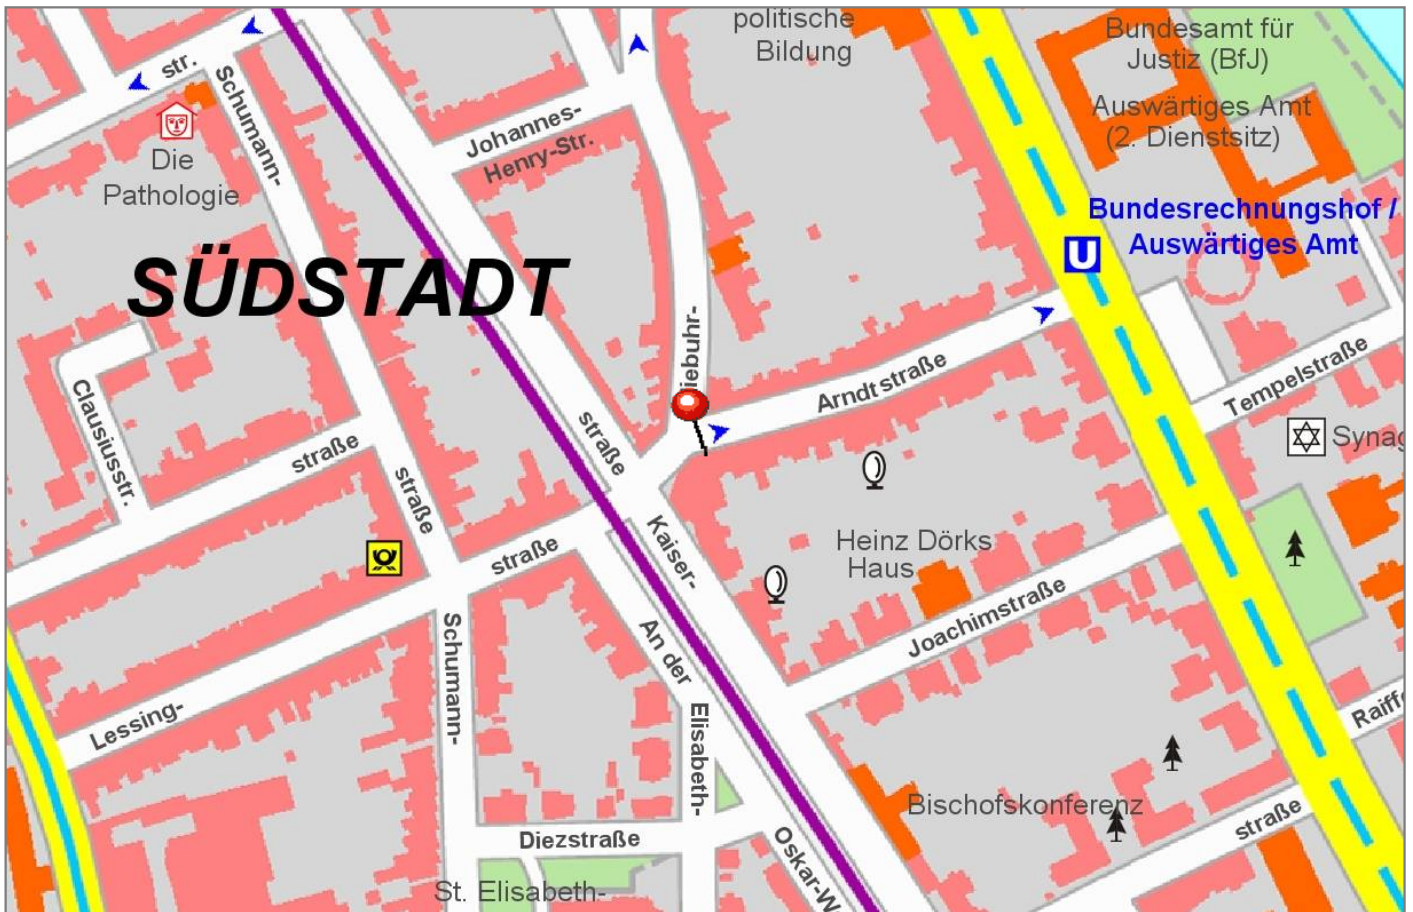 politische
Bildung
Bundesamt für
Justiz (BfJ)
Auswärtiges Amt
(2. Dienstsitz)
str.
Schumann-
Johannes-
Henry-Str.
Die
Pathologie
Bundesrechnungshof /
Auswärtiges Amt
U
SÜDSTADT
iebuhr-
Arndtstraße
Tempelstraße
Clausiusstr.
straße
straße
straße
Synag
straße
Kaiser-
Heinz Dörks
Haus
Joachimstraße
Schumann-
An der
Elisabeth-
Lessing-
Raiffe
Bischofskonferenz
straße
Diezstraße
Oskar-W
St. Elisabeth-